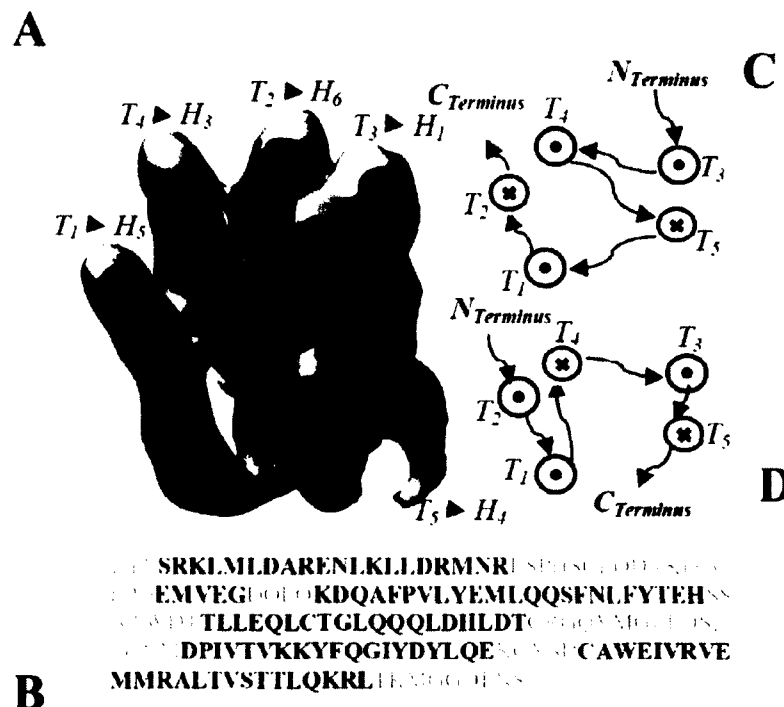 A
T2 ▶ H6
T4 ▶ H3
T3 ▶ H1
T1 ▶ H5
T5 ▶ H4
C
NTerminus
CTerminus
T4
T3
T2
T5
T1
NTerminus
T4
T3
T2
T5
T1
CTerminus
D
SRKLMLDARENLKLLDRMNR
EMVEG KDQAFPVLYEMLQQSFNLFYTEH
TLLEQLCTGLQQQLDHLDT
DPIVTVKKYFQGIYDYLQE CAWEIVRVE
MMRALTVSTTLQKRL
B